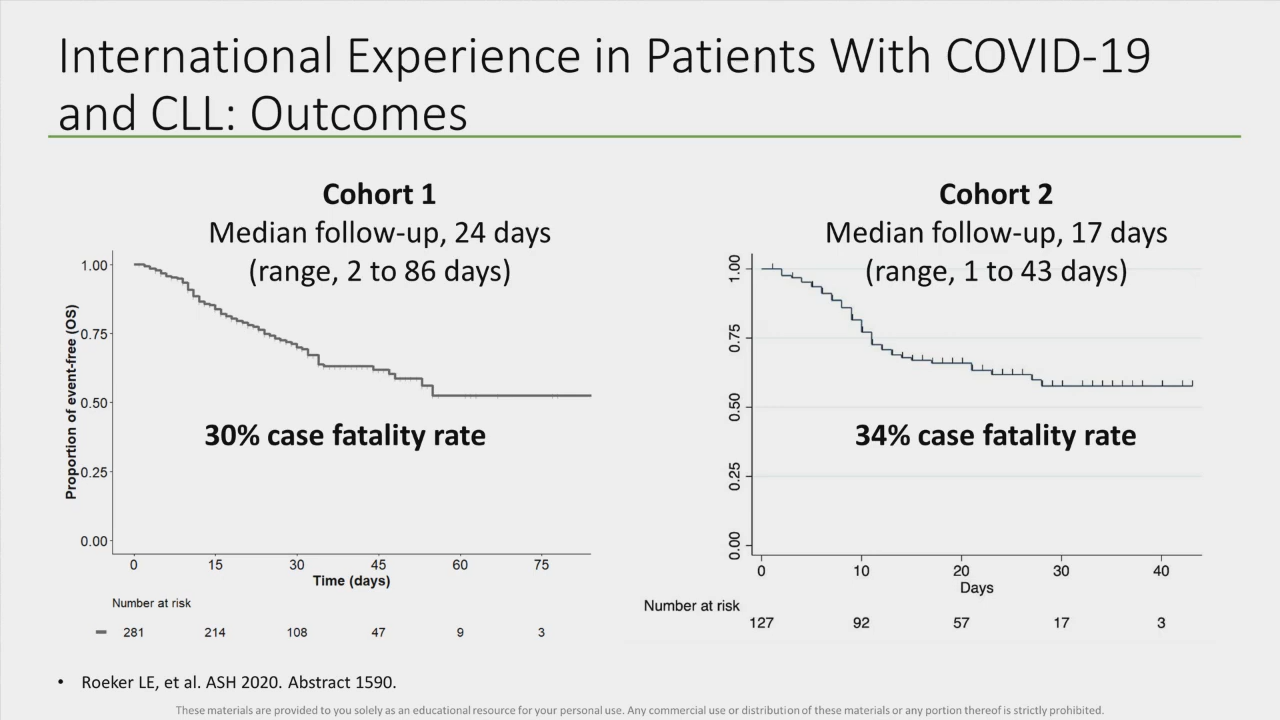 International Experience in Patients With COVID-19
and CLL: Outcomes
Cohort 1
Median follow-up, 24 days
(range, 2 to 86 days)
1.00
0.75
0.50
0.25
0.00
Proportion of event-free (OS)
30% case fatality rate
0 15 30 45 60 75
Time (days)
Number at risk
281 214 108 47 9 3
Cohort 2
Median follow-up, 17 days
(range, 1 to 43 days)
1.00
0.75
0.50
0.25
0.00
34% case fatality rate
0 10 20 30 40
Days
Number at risk
127 92 57 17 3
• Roeker LE, et al. ASH 2020. Abstract 1590.
These materials are provided to you solely as an educational resource for your personal use. Any commercial use or distribution of these materials or any portion thereof is strictly prohibited.